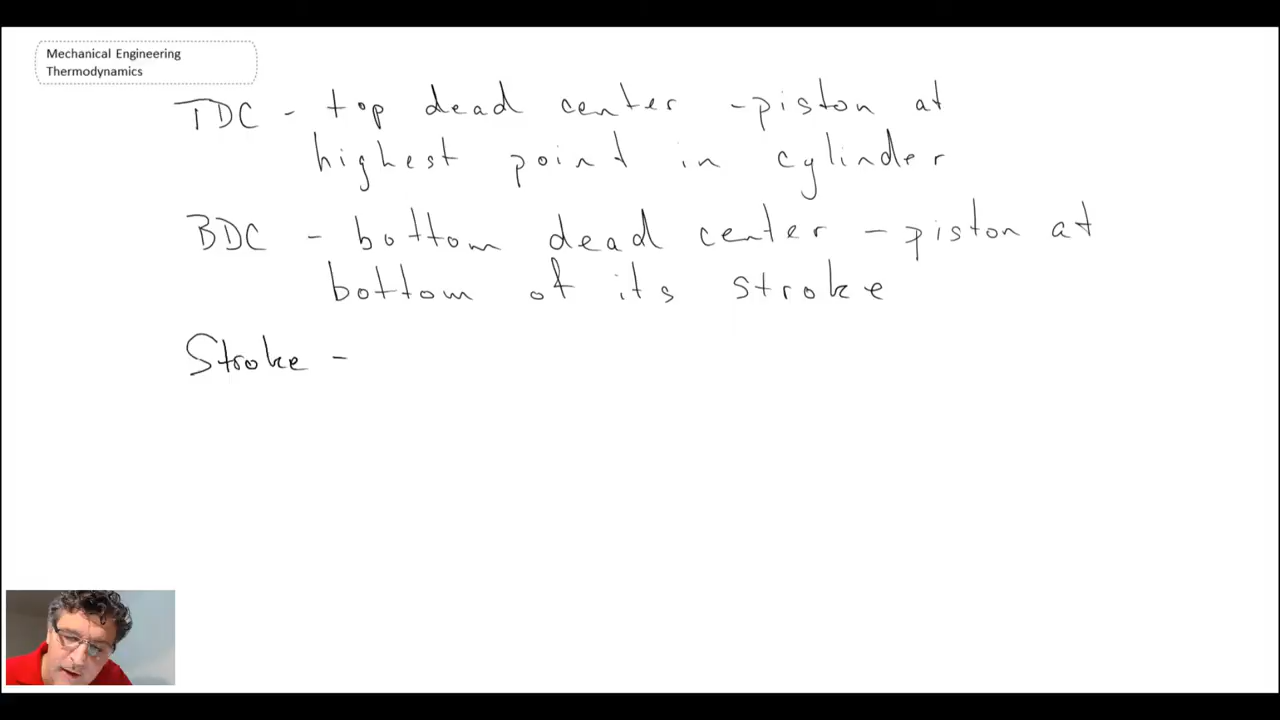 Mechanical Engineering
Thermodynamics
TDC - top dead center - piston at
highest point in cylinder
BDC - bottom dead center - piston at
bottom of its stroke
Stroke -